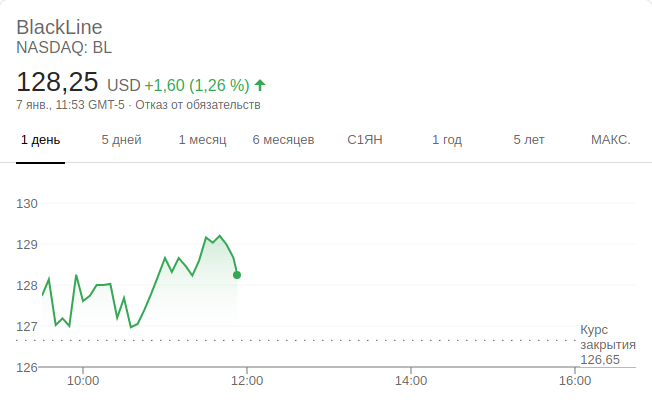 BlackLine
NASDAQ: BL
128,25 USD +1,60 (1,26 %)
7 янв., 11:53 GMT-5 · Отказ от обязательств
1 день 5 дней 1 месяц 6 месяцев С1ЯН 1 год 5 лет МАКС.
130
129
128
127
126
Курс
закрытия
126,65
10:00 12:00 14:00 16:00